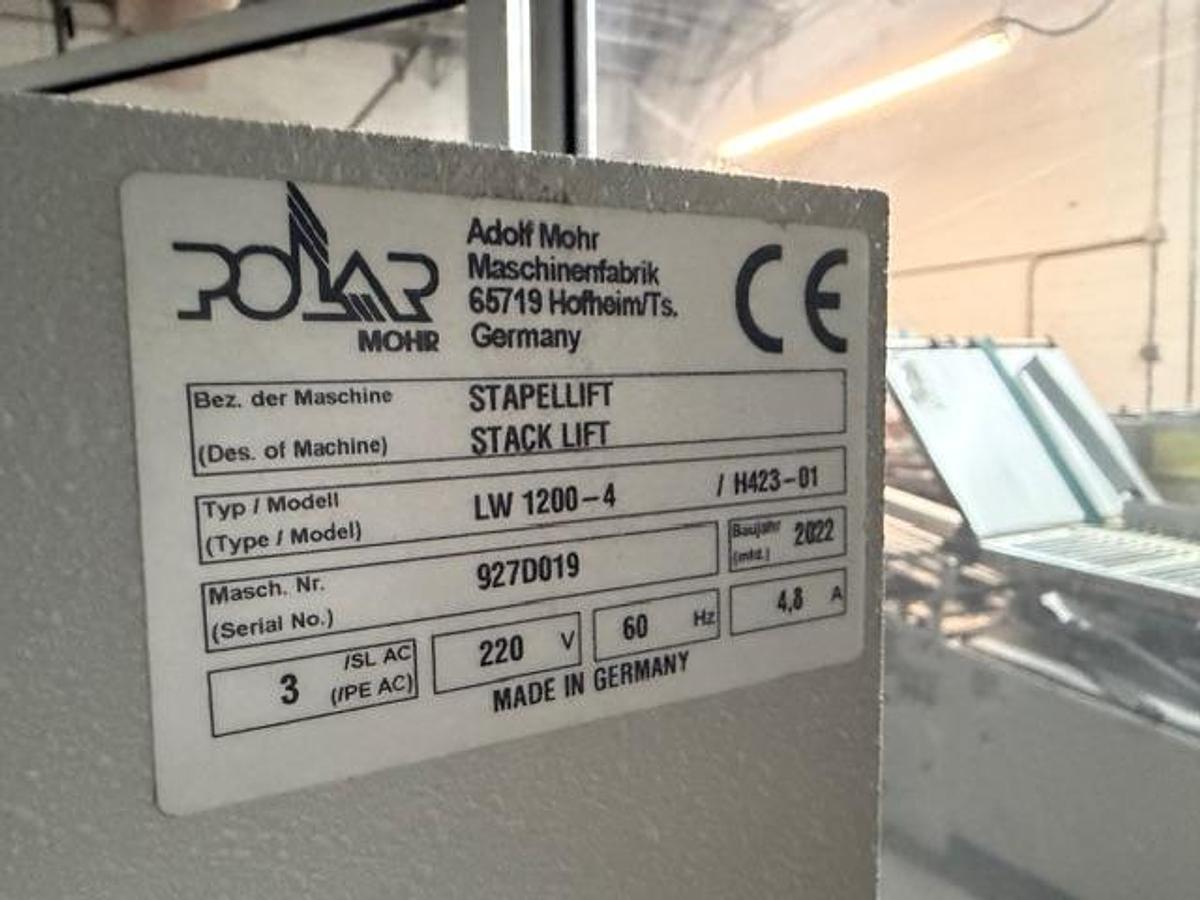 POLAR
MOHR
Adolf Mohr
Maschinenfabrik
65719 Hofheim/Ts.
Germany
CE
Bez. der Maschine STAPELLIFT
(Des. of Machine) STACK LIFT
Typ / Modell
(Type / Model) LW 1200-4 / H423-01
Masch. Nr.
(Serial No.) 927D019
Baujahr
(mfd.) 2022
3 /SL AC
(/PE AC)
220 V
60 Hz
4,8 A
MADE IN GERMANY